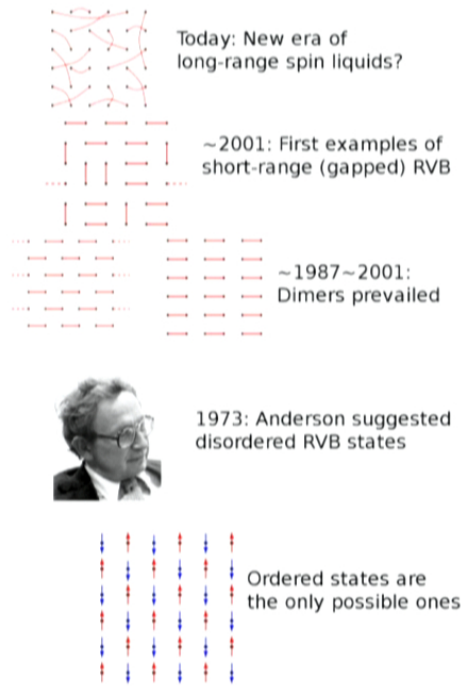 Today: New era of
long-range spin liquids?
~2001: First examples of
short-range (gapped) RVB
~1987~2001:
Dimers prevailed
1973: Anderson suggested
disordered RVB states
Ordered states are
the only possible ones